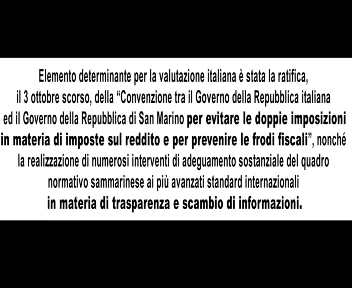 Elemento determinante per la valutazione italiana è stata la ratifica,
il 3 ottobre scorso, della “Convenzione tra il Governo della Repubblica italiana
ed il Governo della Repubblica di San Marino per evitare le doppie imposizioni
in materia di imposte sul reddito e per prevenire le frodi fiscali”, nonché
la realizzazione di numerosi interventi di adeguamento sostanziale del quadro
normativo sammarinese ai più avanzati standard internazionali
in materia di trasparenza e scambio di informazioni.